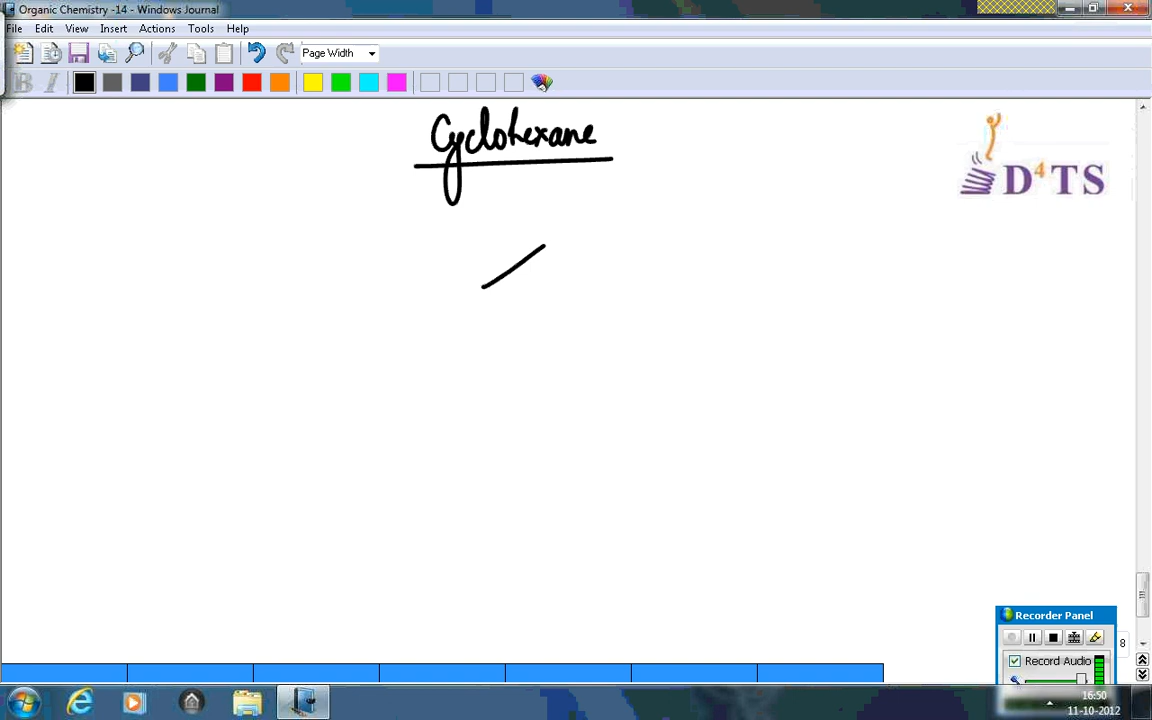 Organic Chemistry -14 - Windows Journal
File Edit View Insert Actions Tools Help
Page Width
B I
Cyclohexane
D4TS
Recorder Panel
8
Record Audio
16:50
11-10-2012